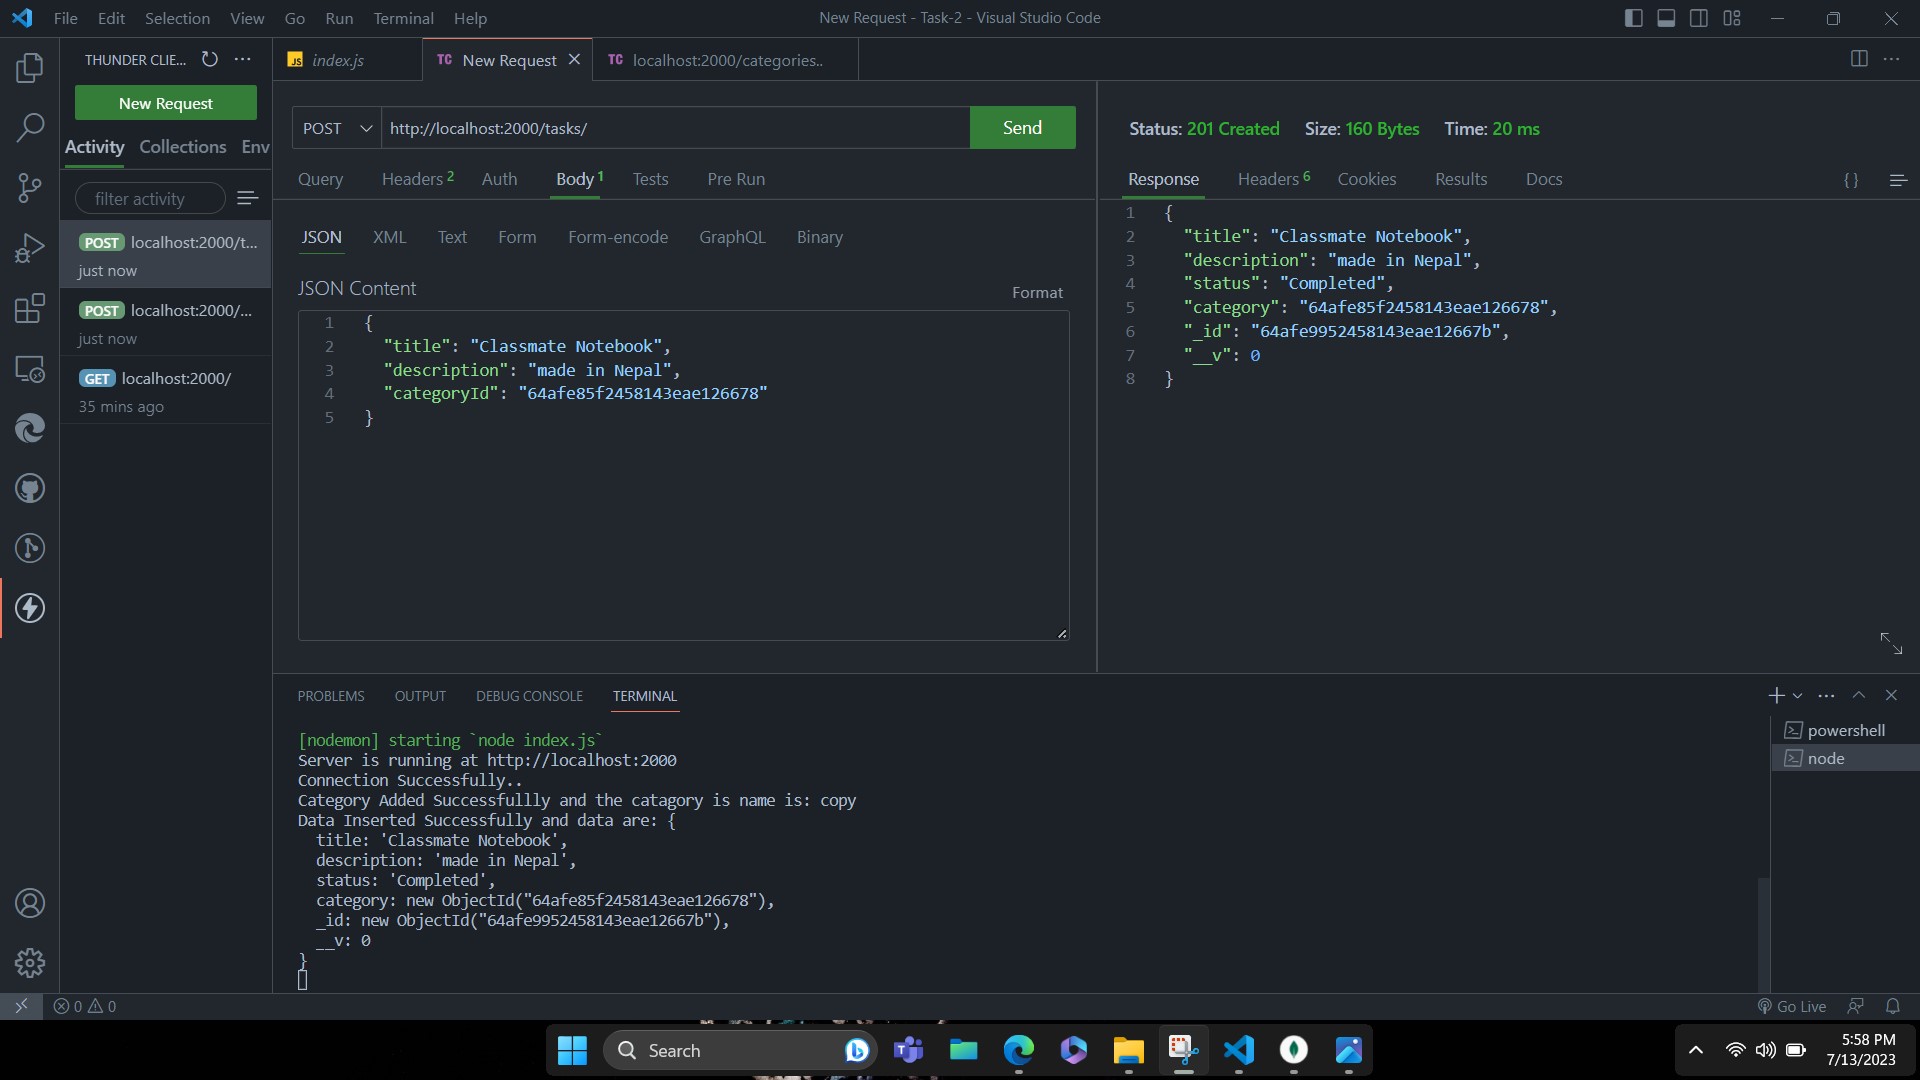 File Edit Selection View Go Run Terminal Help
New Request - Task-2 - Visual Studio Code
THUNDER CLIE...
New Request
Activity Collections Env
filter activity
POST localhost:2000/t...
just now
POST localhost:2000/...
just now
GET localhost:2000/
35 mins ago
JS index.js
TC New Request
TC localhost:2000/categories..
POST http://localhost:2000/tasks/ Send
Query Headers 2 Auth Body 1 Tests Pre Run
JSON XML Text Form Form-encode GraphQL Binary
JSON Content
Format
1 {
2 "title": "Classmate Notebook",
3 "description": "made in Nepal",
4 "categoryId": "64afe85f2458143eae126678"
5 }
Status: 201 Created Size: 160 Bytes Time: 20 ms
Response Headers 6 Cookies Results Docs { }
1 {
2 "title": "Classmate Notebook",
3 "description": "made in Nepal",
4 "status": "Completed",
5 "category": "64afe85f2458143eae126678",
6 "_id": "64afe9952458143eae12667b",
7 "__v": 0
8 }
PROBLEMS OUTPUT DEBUG CONSOLE TERMINAL
[nodemon] starting `node index.js`
Server is running at http://localhost:2000
Connection Successfully..
Category Added Successfullly and the catagory is name is: copy
Data Inserted Successfully and data are: {
title: 'Classmate Notebook',
description: 'made in Nepal',
status: 'Completed',
category: new ObjectId("64afe85f2458143eae126678"),
_id: new ObjectId("64afe9952458143eae12667b"),
__v: 0
}
powershell
node
0 0
Go Live
Search
5:58 PM
7/13/2023